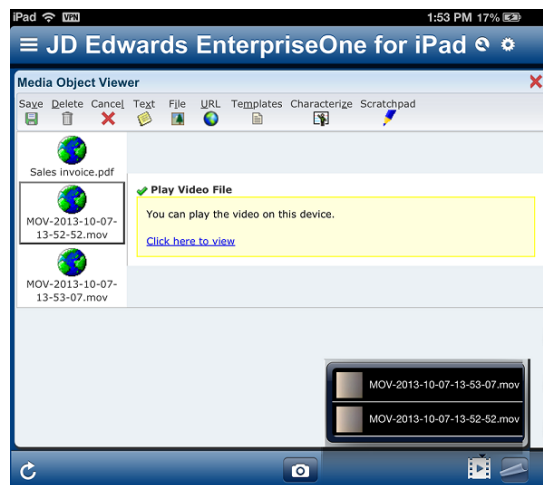 iPad VPN 1:53 PM 17%
JD Edwards EnterpriseOne for iPad
Media Object Viewer
Save Delete Cancel Text File URL Templates Characterize Scratchpad
Sales invoice.pdf
MOV-2013-10-07-
13-52-52.mov
Play Video File
You can play the video on this device.
Click here to view
MOV-2013-10-07-
13-53-07.mov
MOV-2013-10-07-13-53-07.mov
MOV-2013-10-07-13-52-52.mov